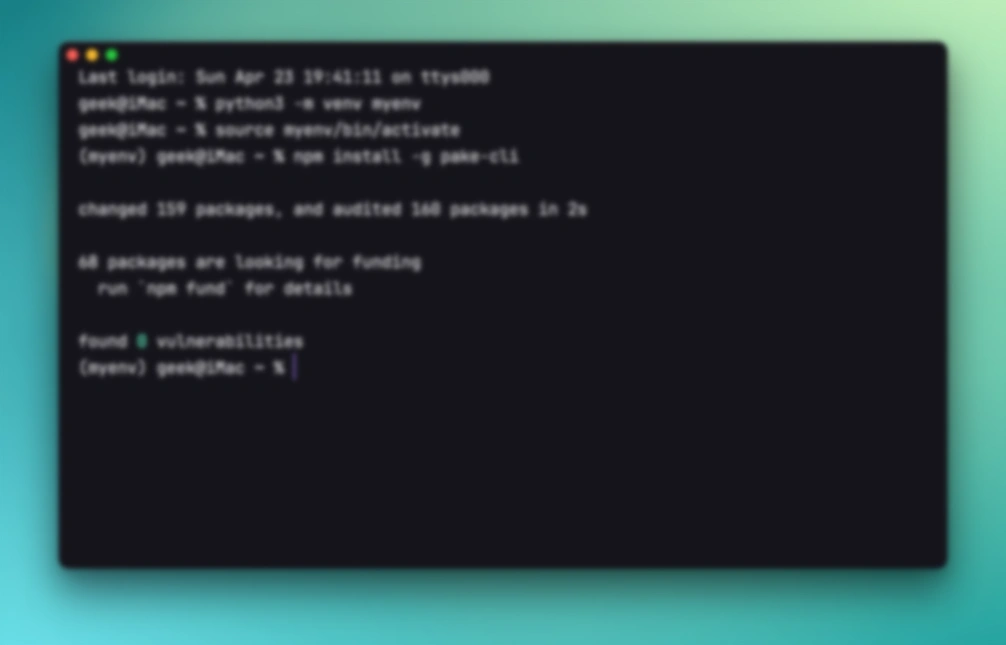 Last login: Sun Apr 23 19:41:11 on ttys000
geek@iMac ~ % python3 -m venv myenv
geek@iMac ~ % source myenv/bin/activate
(myenv) geek@iMac ~ % npm install -g pake-cli
changed 159 packages, and audited 160 packages in 2s
68 packages are looking for funding
run `npm fund` for details
found 0 vulnerabilities
(myenv) geek@iMac ~ %